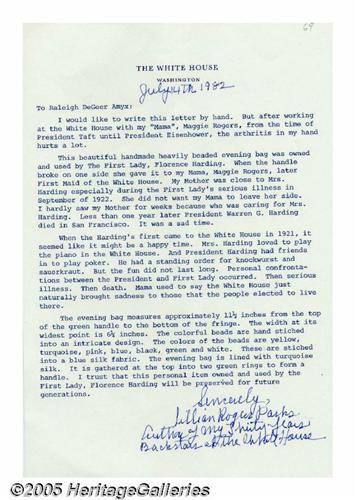 69
THE WHITE HOUSE
WASHINGTON
July 14th 1982
To Raleigh DeGeer Amyx:
I would like to write this letter by hand. But after working
at the White House with my "Mama", Maggie Rogers, from the time of
President Taft until President Eisenhower, the arthritis in my hand
hurts a lot.
This beautiful handmade heavily beaded evening bag was owned
and used by The First Lady, Florence Harding. When the handle
broke on one side she gave it to my Mama, Maggie Rogers, later
First Maid of the White House. My Mother was close to Mrs.
Harding especially during the First Lady's serious illness in
September of 1922. She did not want my Mama to leave her side.
I hardly saw my Mother for weeks because who was caring for Mrs.
Harding. Less than one year later President Warren G. Harding
died in San Francisco. It was a sad time.
When the Harding's first came to the White House in 1921, it
seemed like it might be a happy time. Mrs. Harding loved to play
the piano in the White House. And President Harding had friends
in to play poker. He had a standing order for knockwurst and
sauerkraut. But the fun did not last long. Personal confronta-
tions between the President and First Lady occurred. Then serious
illness. Then death. Mama used to say the White House just
naturally brought sadness to those that the people elected to live
there.
The evening bag measures approximately 11½ inches from the top
of the green handle to the bottom of the fringe. The width at its
widest point is 6½ inches. The colorful beads are hand stiched
into an intricate design. The colors of the beads are yellow,
turquoise, pink, blue, black, green and white. These are stiched
into a blue silk fabric. The evening bag is lined with turquoise
silk. It is gathered at the top into two green rings to form a
handle. I trust that this personal item owned and used by the
First Lady, Florence Harding will be preserved for future
generations.
Sincerely,
Lillian Rogers Parks
Author of My Thirty Years
Backstairs at the White House
©2005 HeritageGalleries